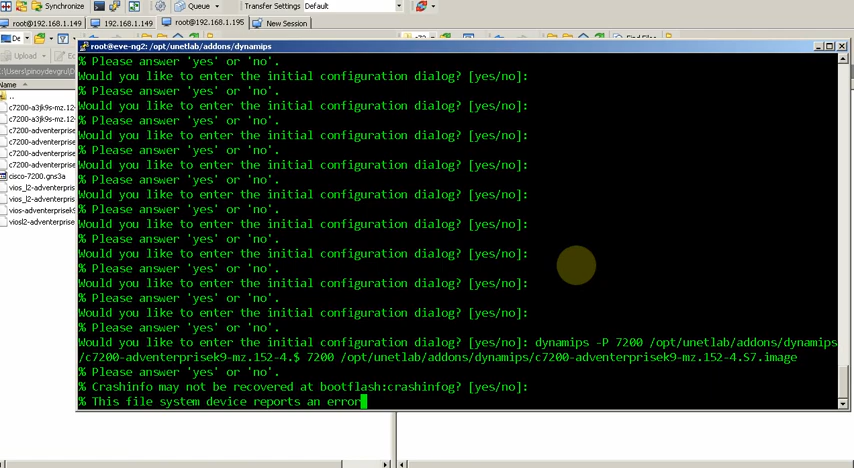 Synchronize
Queue
Transfer Settings
Default
root@192.168.1.149
192.168.1.149
root@192.168.1.195
New Session
De
Find Files
Upload
root@eve-ng2: /opt/unetlab/addons/dynamips
Name
..
c7200-a3jk9s-mz.12
c7200-a3jk9s-mz.12
c7200-adventerprise
c7200-adventerprise
c7200-adventerprise
c7200-adventerprise
cisco-7200.gns3a
vios_l2-adventerpris
vios_l2-adventerpris
vios-adventerprisek9
viosl2-adventerprise
% Please answer 'yes' or 'no'.
Would you like to enter the initial configuration dialog? [yes/no]:
% Please answer 'yes' or 'no'.
Would you like to enter the initial configuration dialog? [yes/no]:
% Please answer 'yes' or 'no'.
Would you like to enter the initial configuration dialog? [yes/no]:
% Please answer 'yes' or 'no'.
Would you like to enter the initial configuration dialog? [yes/no]:
% Please answer 'yes' or 'no'.
Would you like to enter the initial configuration dialog? [yes/no]:
% Please answer 'yes' or 'no'.
Would you like to enter the initial configuration dialog? [yes/no]:
% Please answer 'yes' or 'no'.
Would you like to enter the initial configuration dialog? [yes/no]:
% Please answer 'yes' or 'no'.
Would you like to enter the initial configuration dialog? [yes/no]:
% Please answer 'yes' or 'no'.
Would you like to enter the initial configuration dialog? [yes/no]:
% Please answer 'yes' or 'no'.
Would you like to enter the initial configuration dialog? [yes/no]: dynamips -P 7200 /opt/unetlab/addons/dynamips
/c7200-adventerprisek9-mz.152-4.$ 7200 /opt/unetlab/addons/dynamips/c7200-adventerprisek9-mz.152-4.S7.image
% Please answer 'yes' or 'no'.
% Crashinfo may not be recovered at bootflash:crashinfog? [yes/no]:
% This file system device reports an error